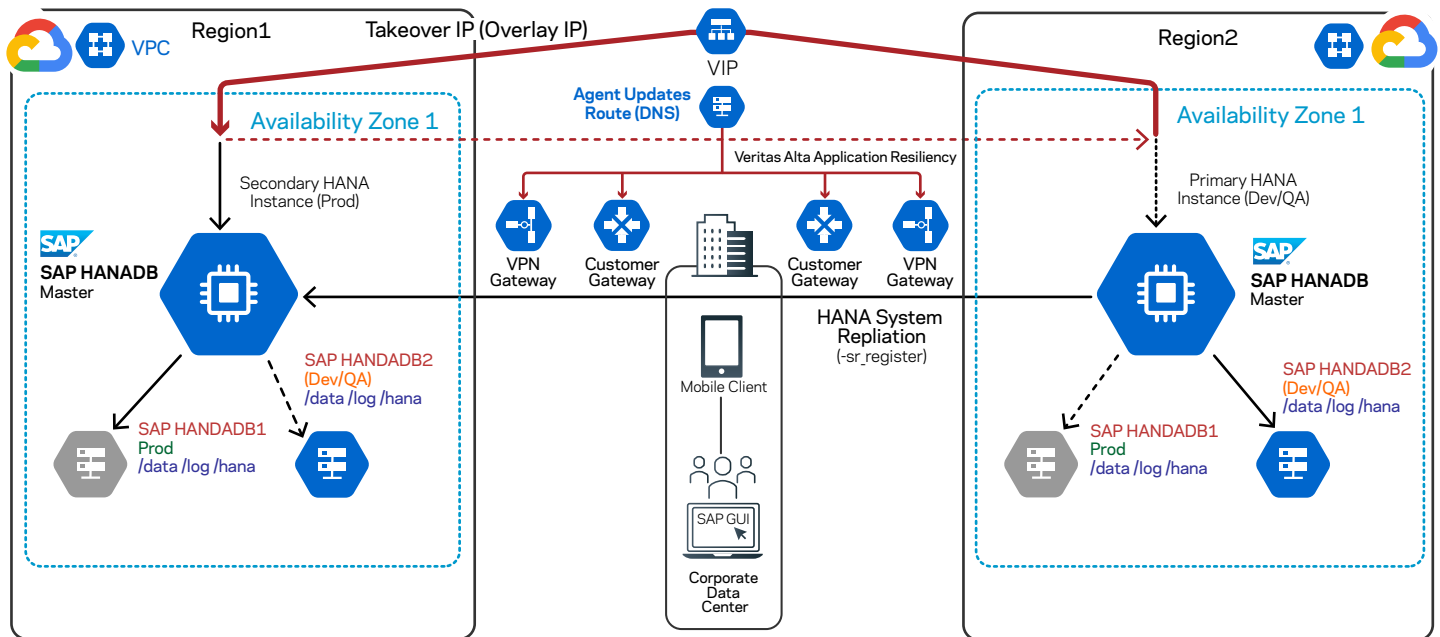 Region1
VPC
Takeover IP (Overlay IP)
VIP
Region2
Agent Updates
Route (DNS)
Availability Zone 1
Availability Zone 1
Veritas Alta Application Resiliency
Secondary HANA
Instance (Prod)
Primary HANA
Instance (Dev/QA)
SAP
SAP HANADB
Master
VPN
Gateway
Customer
Gateway
Customer
Gateway
VPN
Gateway
SAP
SAP HANADB
Master
HANA System
Repliation
(-sr_register)
SAP HANDADB2
(Dev/QA)
/data /log /hana
SAP HANDADB1
Prod
/data /log /hana
Mobile Client
SAP GUI
Corporate
Data
Center
SAP HANDADB2
(Dev/QA)
/data /log /hana
SAP HANDADB1
Prod
/data /log /hana